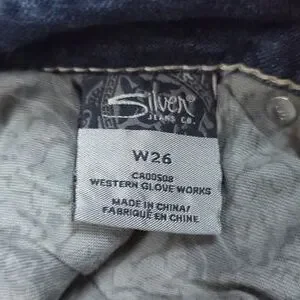 Silver
JEANS CO.
W26
CA00508
WESTERN GLOVE WORKS
MADE IN CHINA/
FABRIQUÉ EN CHINE